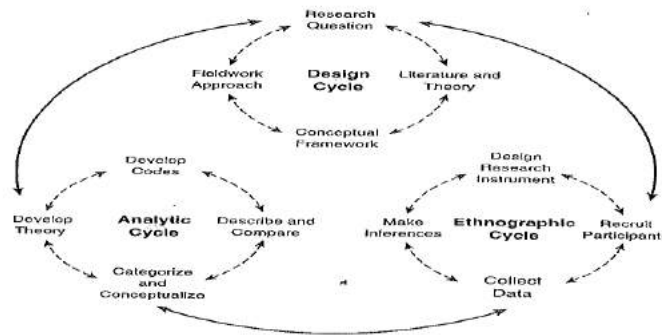 Research
Question
Fieldwork
Approach
Design
Cycle
Literature and
Theory
Conceptual
Framework
Develop
Codes
Develop
Theory
Analytic
Cycle
Describe and
Compare
Categorize
and
Conceptualize
Design
Research
Instrument
Make
Inferences
Ethnographic
Cycle
Recruit
Participant
Collect
Data